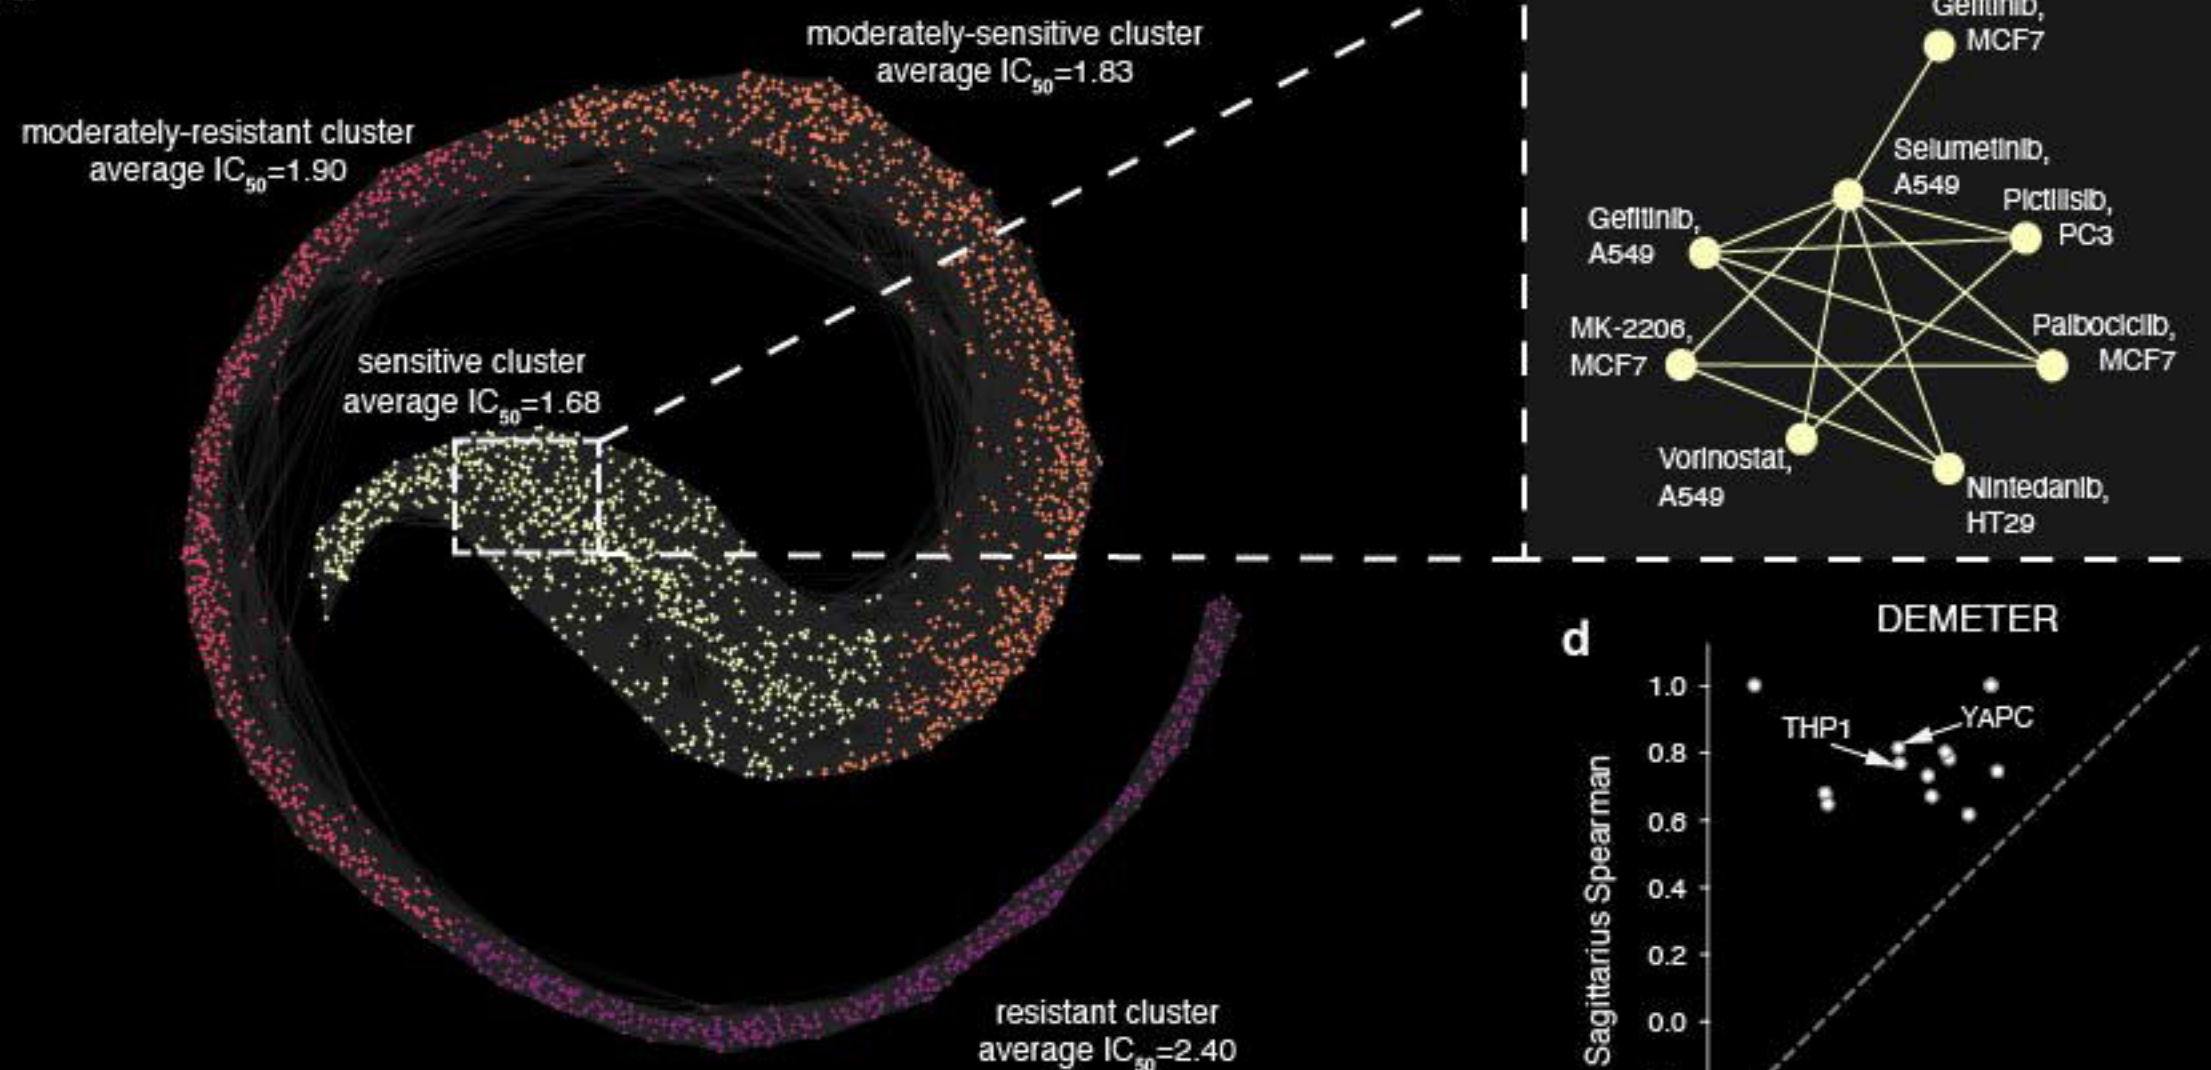 moderately-sensitive cluster
average IC50=1.83
moderately-resistant cluster
average IC50=1.90
sensitive cluster
average IC50=1.68
resistant cluster
average IC50=2.40
Gefitinib,
MCF7
Selumetinib,
A549
Pictilisib,
PC3
Gefitinib,
A549
MK-2206,
MCF7
Palbociclib,
MCF7
Vorinostat,
A549
Nintedanib,
HT29
d
DEMETER
1.0
THP1
YAPC
0.8
0.6
0.4
0.2
0.0
Sagittarius Spearman